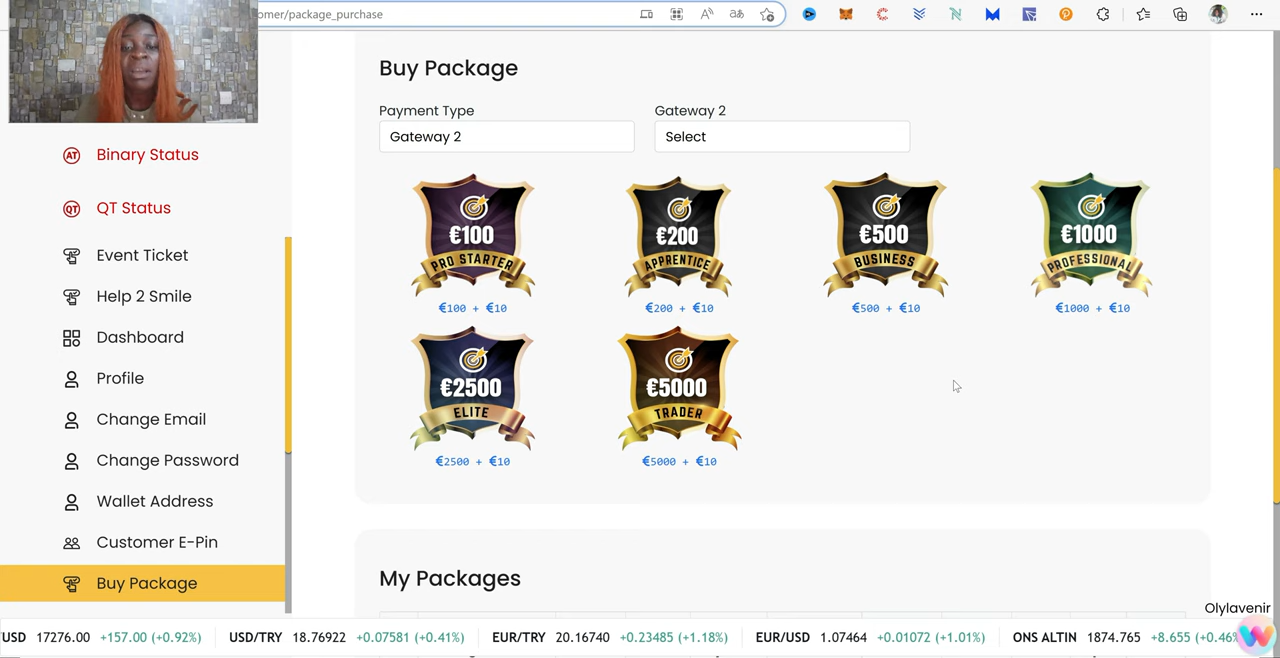 omer/package_purchase
Binary Status
QT Status
Event Ticket
Help 2 Smile
Dashboard
Profile
Change Email
Change Password
Wallet Address
Customer E-Pin
Buy Package
Buy Package
Payment Type
Gateway 2
Gateway 2
Select
€100
PRO STARTER
€100 + €10
€200
APPRENTICE
€200 + €10
€500
BUSINESS
€500 + €10
€1000
PROFESSIONAL
€1000 + €10
€2500
ELITE
€2500 + €10
€5000
TRADER
€5000 + €10
My Packages
Olylavenir
USD 17276.00 +157.00 (+0.92%) USD/TRY 18.76922 +0.07581 (+0.41%) EUR/TRY 20.16740 +0.23485 (+1.18%) EUR/USD 1.07464 +0.01072 (+1.01%) ONS ALTIN 1874.765 +8.655 (+0.46%